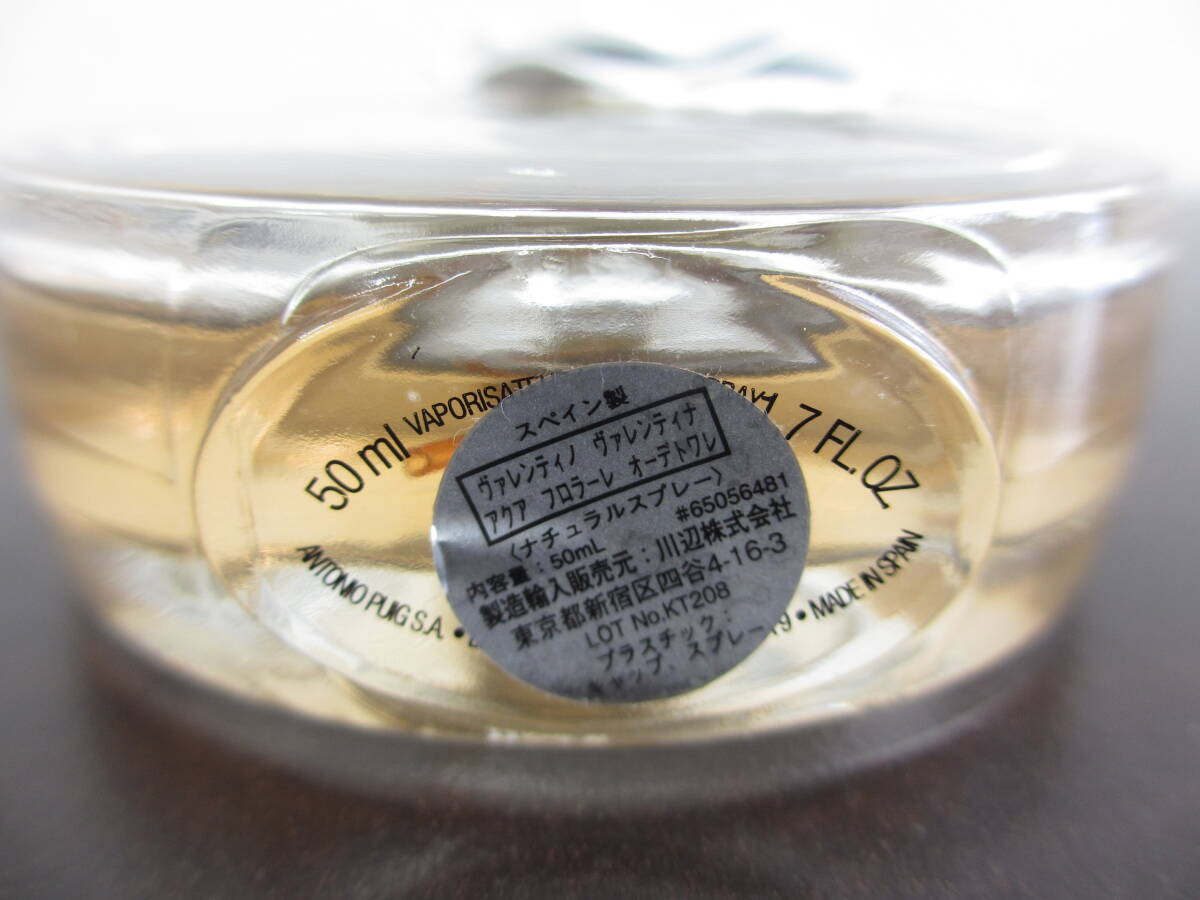 50 ml VAPORISATE RAY 1.7 FL.OZ
スペイン製
ヴァレンティノ ヴァレンティナ
アクア フロラーレ オーデトワレ
〈ナチュラルスプレー〉
#65056481
内容量:50mL
製造輸入販売元:川辺株式会社
東京都新宿区四谷4-16-3
LOT No.KT208
プラスチック:
キャップ、スプレー
ANTONIO PUIG S.A. • 19 • MADE IN SPAIN